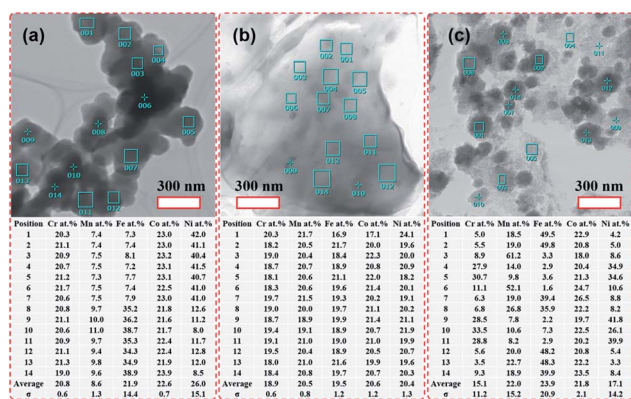 (a)
001
002
004
003
006
005
008
009
007
010
013
014
011
012
300 nm
(b)
002
001
003
004
005
006
007
008
011
013
009
014
010
012
300 nm
(c)
004
011
300 nm
Position Cr at.% Mn at.% Fe at.% Co at.% Ni at.%
1 20.3 7.4 7.3 23.0 42.0
2 21.1 7.4 7.4 23.0 41.1
3 20.9 7.5 8.1 23.2 40.4
4 20.7 7.5 7.2 23.1 41.5
5 21.2 7.3 7.7 23.1 40.7
6 21.7 7.5 7.4 22.5 41.0
7 20.6 7.5 7.9 23.0 41.0
8 20.8 9.7 35.2 21.8 12.6
9 21.1 10.0 36.2 21.6 11.2
10 20.6 11.0 38.7 21.7 8.0
11 20.9 9.7 35.3 22.4 11.7
12 21.1 9.4 34.3 22.4 12.8
13 21.3 9.8 34.9 21.9 12.0
14 19.0 9.6 38.9 23.9 8.5
Average 20.8 8.6 21.9 22.6 26.0
σ 0.6 1.3 14.4 0.7 15.1
Position Cr at.% Mn at.% Fe at.% Co at.% Ni at.%
1 20.3 21.7 16.9 17.1 24.1
2 18.2 20.5 21.7 20.0 19.6
3 19.0 20.4 18.4 22.3 20.0
4 18.7 20.7 18.9 20.8 20.9
5 18.1 20.6 21.1 22.0 18.2
6 18.3 20.6 19.6 21.4 20.1
7 19.7 21.5 19.3 20.2 19.1
8 19.0 20.0 19.7 21.1 20.2
9 18.7 18.9 19.9 21.4 21.1
10 19.4 19.1 18.9 20.7 21.9
11 19.1 21.0 19.0 21.0 19.9
12 19.5 20.4 18.9 20.5 20.7
13 18.0 21.0 21.6 19.9 19.6
14 18.4 20.8 19.7 20.7 20.3
Average 18.9 20.5 19.5 20.6 20.4
σ 0.6 0.8 1.2 1.2 1.3
Position Cr at.% Mn at.% Fe at.% Co at.% Ni at.%
1 5.0 18.5 49.5 22.9 4.2
2 5.5 19.0 49.8 20.8 5.0
3 8.9 61.2 3.3 18.0 8.6
4 27.9 14.0 2.9 20.4 34.9
5 30.7 9.8 3.6 21.3 34.6
6 11.1 52.1 1.6 24.7 10.6
7 6.3 19.0 39.4 26.5 8.8
8 6.8 26.8 35.9 22.2 8.2
9 28.5 7.8 2.2 19.7 41.8
10 33.5 10.6 7.3 22.5 26.1
11 28.8 8.2 2.9 20.2 39.9
12 5.6 20.0 48.2 20.8 5.4
13 3.5 22.7 48.3 22.2 3.3
14 9.3 18.9 39.9 23.5 8.4
Average 15.1 22.0 23.9 21.8 17.1
σ 11.2 15.2 20.9 2.1 14.2